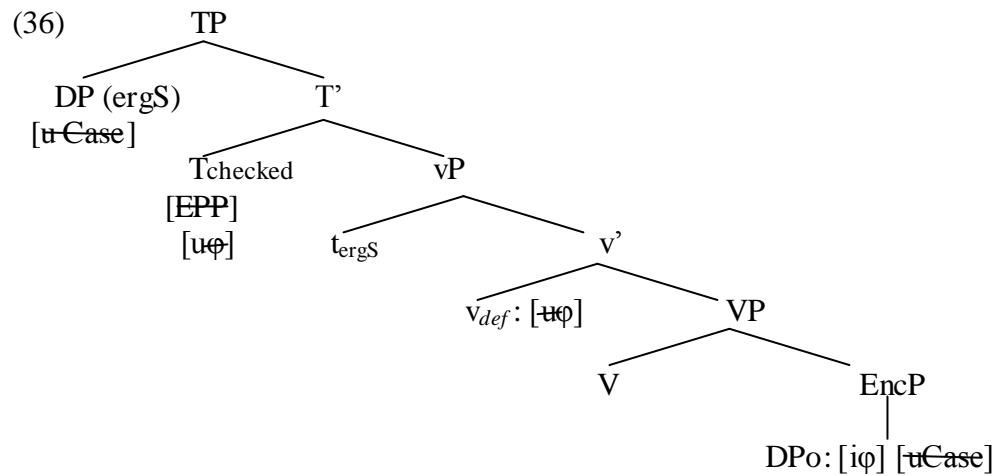 (36) TP
DP (ergS) T’
[u Case]
Tchecked vP
[EPP]
[uφ] tergS v’
vdef : [uφ] VP
V EncP
DPo: [iφ] [uCase]